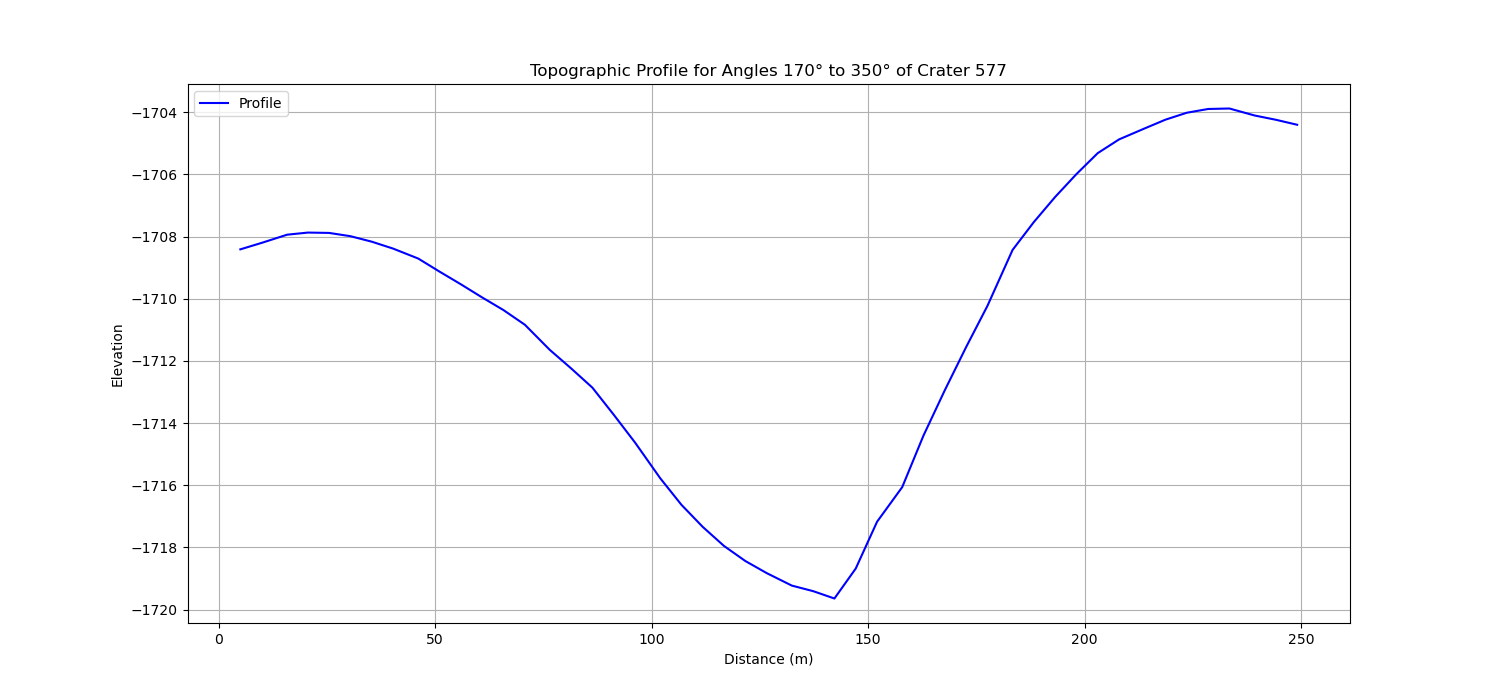 Topographic Profile for Angles 170° to 350° of Crater 577
Profile
−1704
−1706
−1708
−1710
−1712
−1714
−1716
−1718
−1720
Elevation
0 50 100 150 200 250
Distance (m)